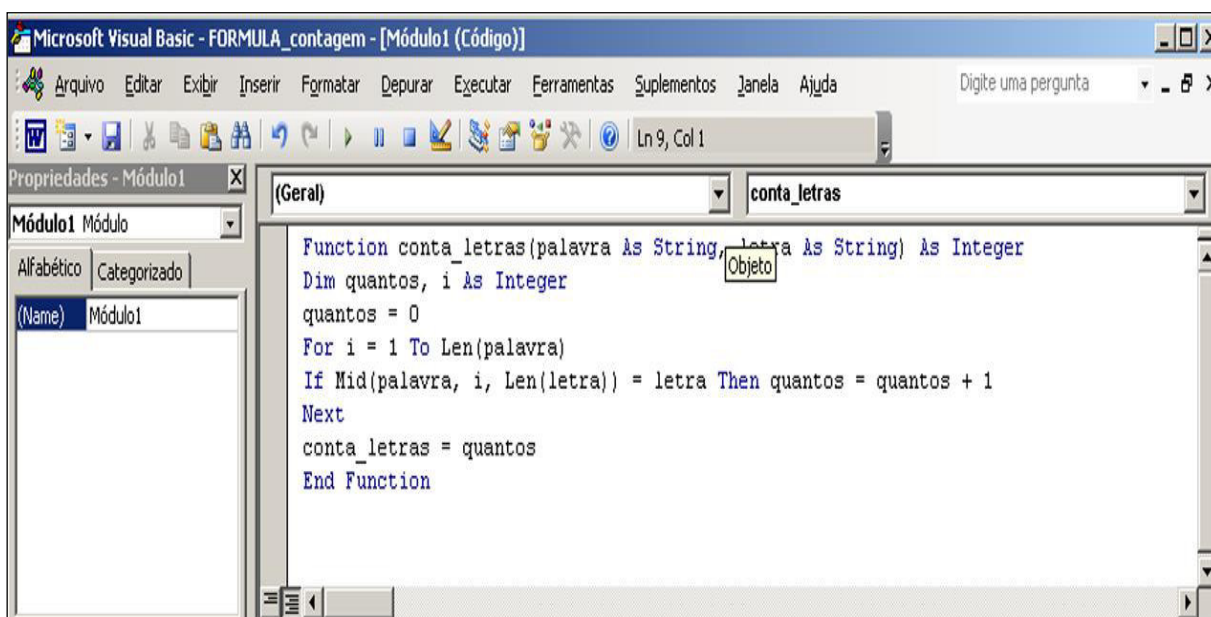 Microsoft Visual Basic - FORMULA_contagem - [Módulo1 (Código)]
Arquivo Editar Exibir Inserir Formatar Depurar Executar Ferramentas Suplementos Janela Ajuda Digite uma pergunta
Ln 9, Col 1
Propriedades - Módulo1
(Geral) conta_letras
Módulo1 Módulo
Alfabético Categorizado
(Name) Módulo1
Function conta_letras(palavra As String, letra As String) As Integer
Objeto
Dim quantos, i As Integer
quantos = 0
For i = 1 To Len(palavra)
If Mid(palavra, i, Len(letra)) = letra Then quantos = quantos + 1
Next
conta_letras = quantos
End Function